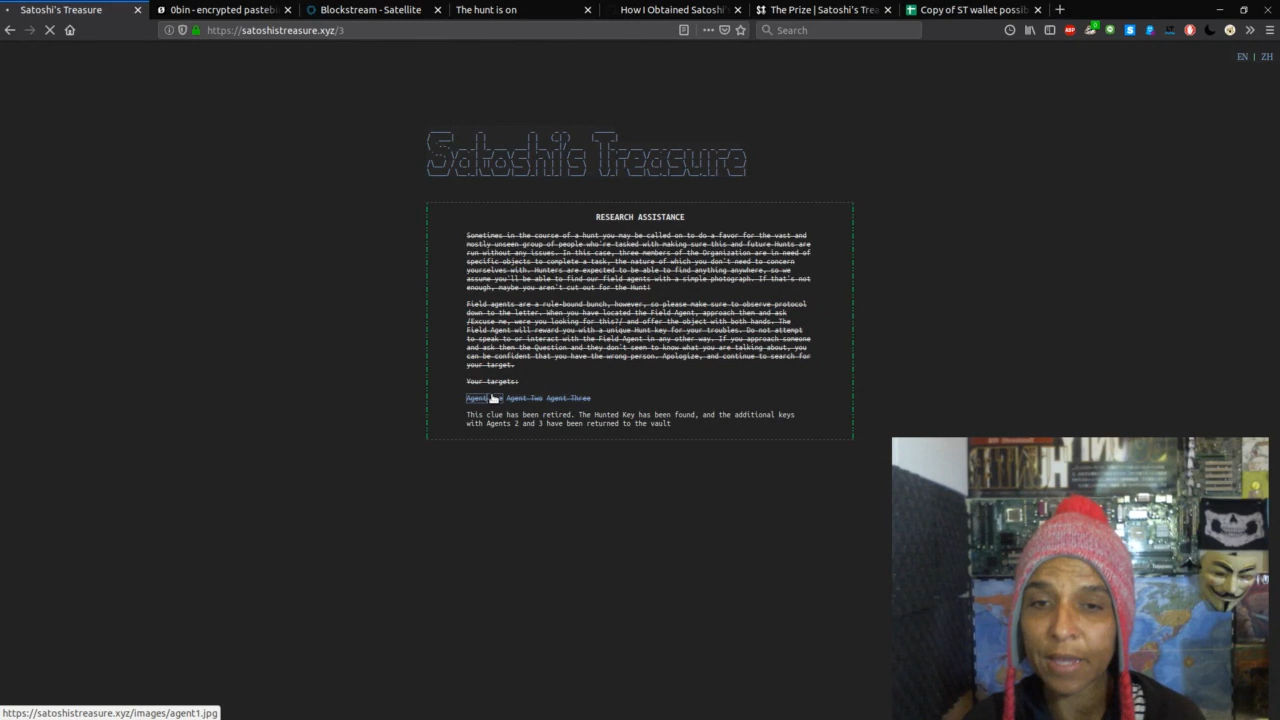 Satoshi's Treasure
0bin - encrypted pasteb
Blockstream - Satellite
The hunt is on
How I Obtained Satoshi'
The Prize | Satoshi's Trea
Copy of ST wallet possib
https://satoshistreasure.xyz/3
Search
ABP
0
EN | ZH
Satoshi's Treasure
RESEARCH ASSISTANCE
Sometimes in the course of a hunt you may be called on to do a favor for the vast and
mostly unseen group of people who're tasked with making sure this and future Hunts are
run without any issues. In this case, three members of the Organization are in need of
specific objects to complete a task, the nature of which you don't need to concern
yourselves with. Hunters are expected to be able to find anything anywhere, so we
assume you'll be able to find our field agents with a simple photograph. If that's not
enough, maybe you aren't cut out for the Hunt!
Field agents are a rule-bound bunch, however, so please make sure to observe protocol
down to the letter. When you have located the Field Agent, approach them and ask
/Excuse me, were you looking for this?/ and offer the object with both hands. The
Field Agent will reward you with a unique Hunt key for your troubles. Do not attempt
to speak to or interact with the Field Agent in any other way. If you approach someone
and ask them the Question and they don't seem to know what you are talking about, you
can be confident that you have the wrong person. Apologize, and continue to search for
your target.
Your targets:
Agent Agent Two Agent Three
This clue has been retired. The Hunted Key has been found, and the additional keys
with Agents 2 and 3 have been returned to the vault
https://satoshistreasure.xyz/images/agent1.jpg